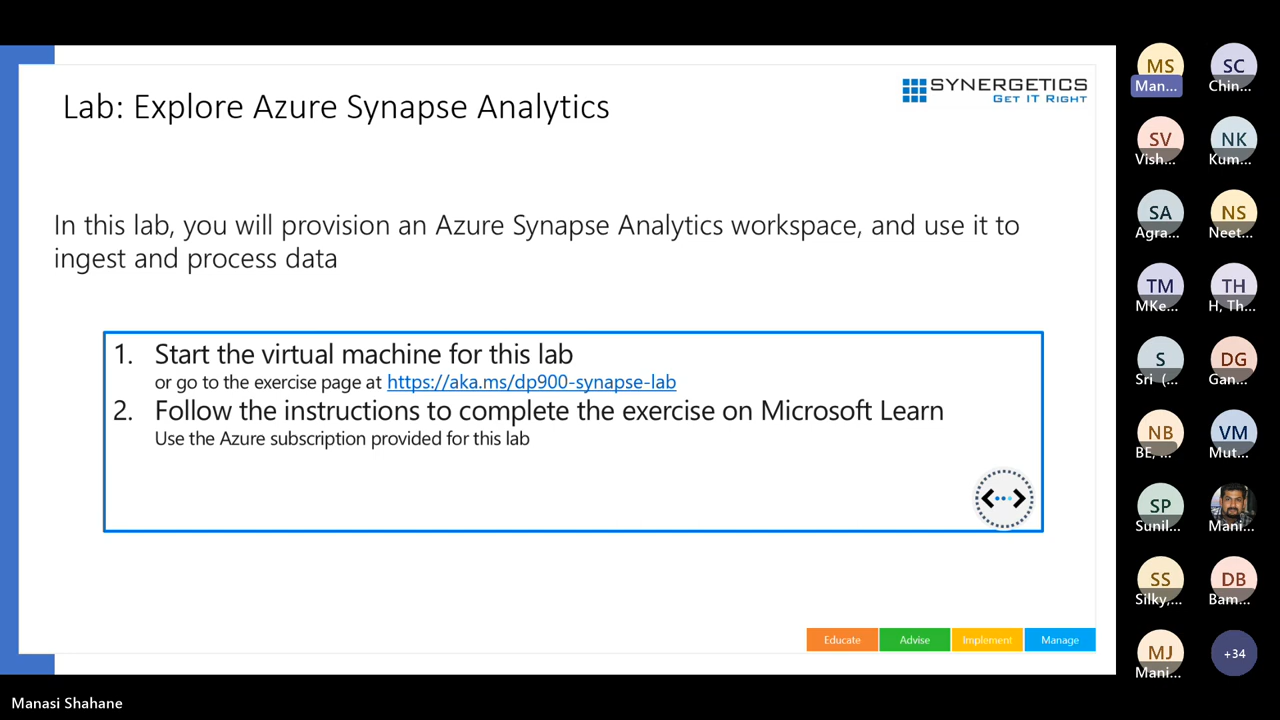 Lab: Explore Azure Synapse Analytics
SYNERGETICS
GET IT RIGHT
In this lab, you will provision an Azure Synapse Analytics workspace, and use it to
ingest and process data
1. Start the virtual machine for this lab
or go to the exercise page at https://aka.ms/dp900-synapse-lab
2. Follow the instructions to complete the exercise on Microsoft Learn
Use the Azure subscription provided for this lab
Educate Advise Implement Manage
MS SC
Man... Chin...
SV NK
Vish... Kum...
SA NS
Agra... Neet...
TM TH
MKe... H, Th...
S DG
Sri (... Gan...
NB VM
BE, ... Mut...
SP
Sunil... Mani...
SS DB
Silky,... Bam...
MJ +34
Mani...
Manasi Shahane